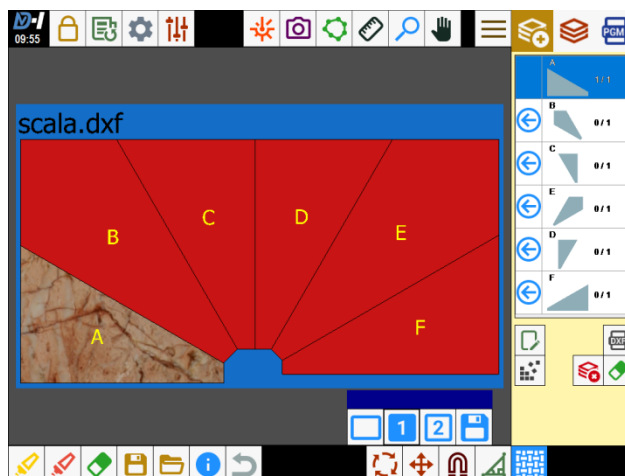 D-I
09:55
PGM
scala.dxf
A
B
C
D
E
F
A 1/1
B 0/1
C 0/1
E 0/1
D 0/1
F 0/1
DXF
1
2